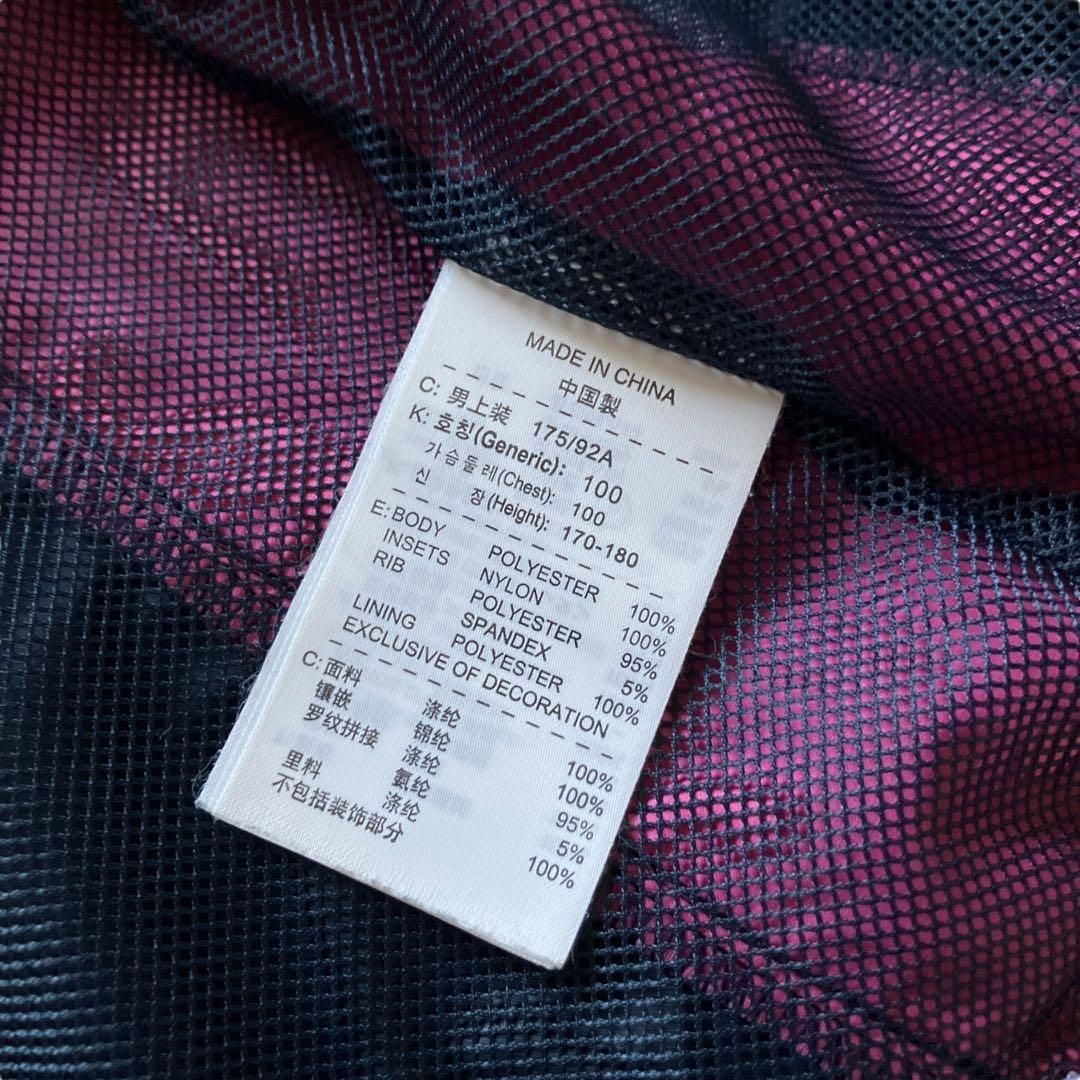 MADE IN CHINA
中国製
C: 男上装 175/92A
K: 호칭(Generic): 100
가슴둘레(Chest): 100
신 장(Height): 170-180
E: BODY POLYESTER 100%
INSETS NYLON 100%
RIB POLYESTER 95%
SPANDEX 5%
LINING POLYESTER 100%
EXCLUSIVE OF DECORATION
C: 面料 涤纶 100%
镶嵌 锦纶 100%
罗纹拼接 涤纶 95%
氨纶 5%
里料 涤纶 100%
不包括装饰部分